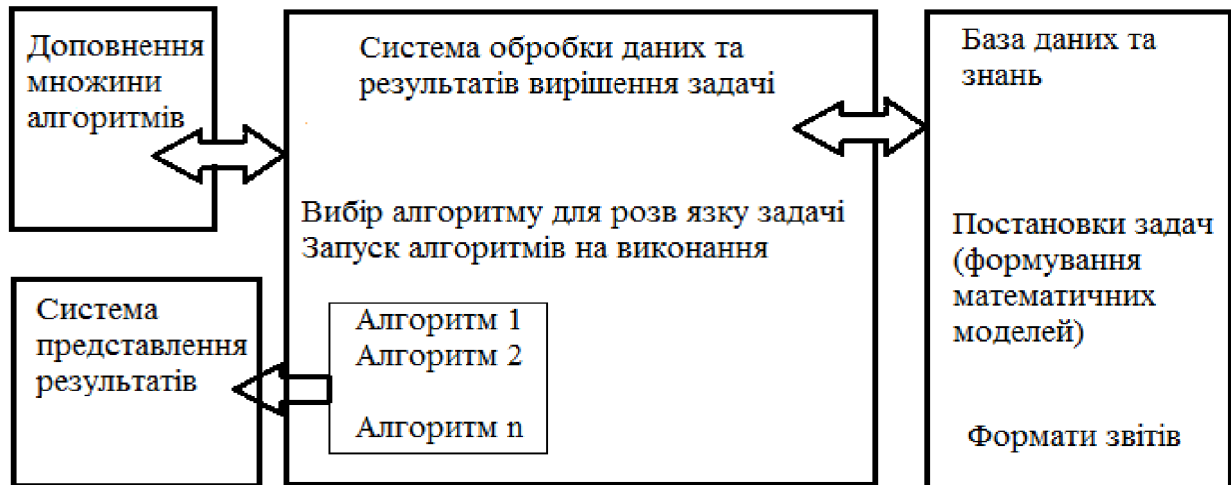 Доповнення
множини
алгоритмів
Система обробки даних та
результатів вирішення задачі
Вибір алгоритму для розв язку задачі
Запуск алгоритмів на виконання
Алгоритм 1
Алгоритм 2
Алгоритм n
Система
представлення
результатів
База даних та
знань
Постановки задач
(формування
математичних
моделей)
Формати звітів